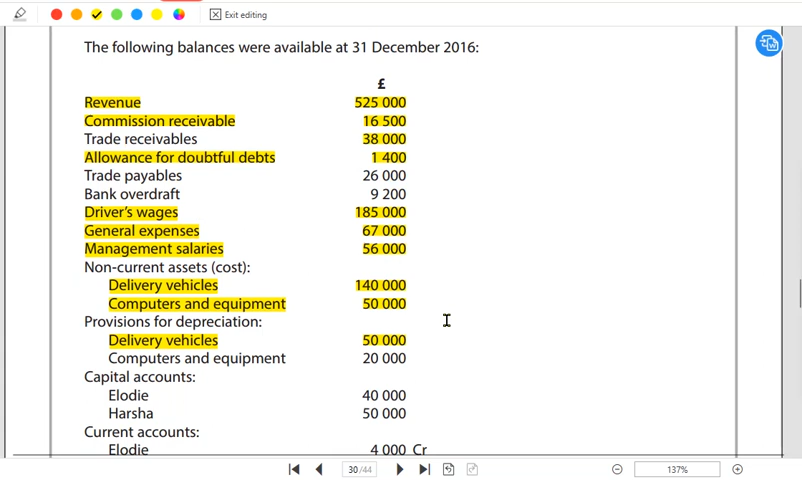 Exit editing
The following balances were available at 31 December 2016:
£
Revenue 525 000
Commission receivable 16 500
Trade receivables 38 000
Allowance for doubtful debts 1 400
Trade payables 26 000
Bank overdraft 9 200
Driver's wages 185 000
General expenses 67 000
Management salaries 56 000
Non-current assets (cost):
Delivery vehicles 140 000
Computers and equipment 50 000
Provisions for depreciation:
Delivery vehicles 50 000
Computers and equipment 20 000
Capital accounts:
Elodie 40 000
Harsha 50 000
Current accounts:
Elodie 4 000 Cr
30 /44 137%